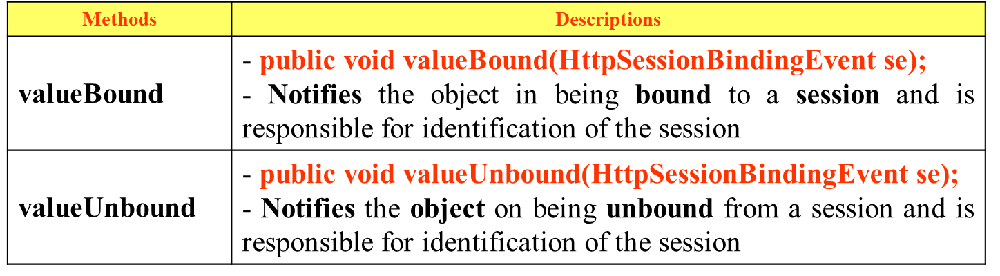 Methods
Descriptions
valueBound
- public void valueBound(HttpSessionBindingEvent se);
- Notifies the object in being bound to a session and is
responsible for identification of the session
valueUnbound
- public void valueUnbound(HttpSessionBindingEvent se);
- Notifies the object on being unbound from a session and is
responsible for identification of the session